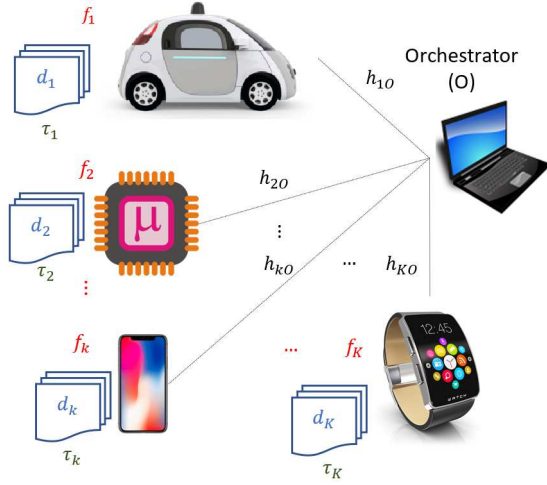 f₁
Orchestrator
(O)
d₁
h₁O
τ₁
f₂
h₂O
μ
d₂
⋮
τ₂
hkO
...
hKO
⋮
12:45
fk
...
fK
dk
dK
WATCH
τk
τK